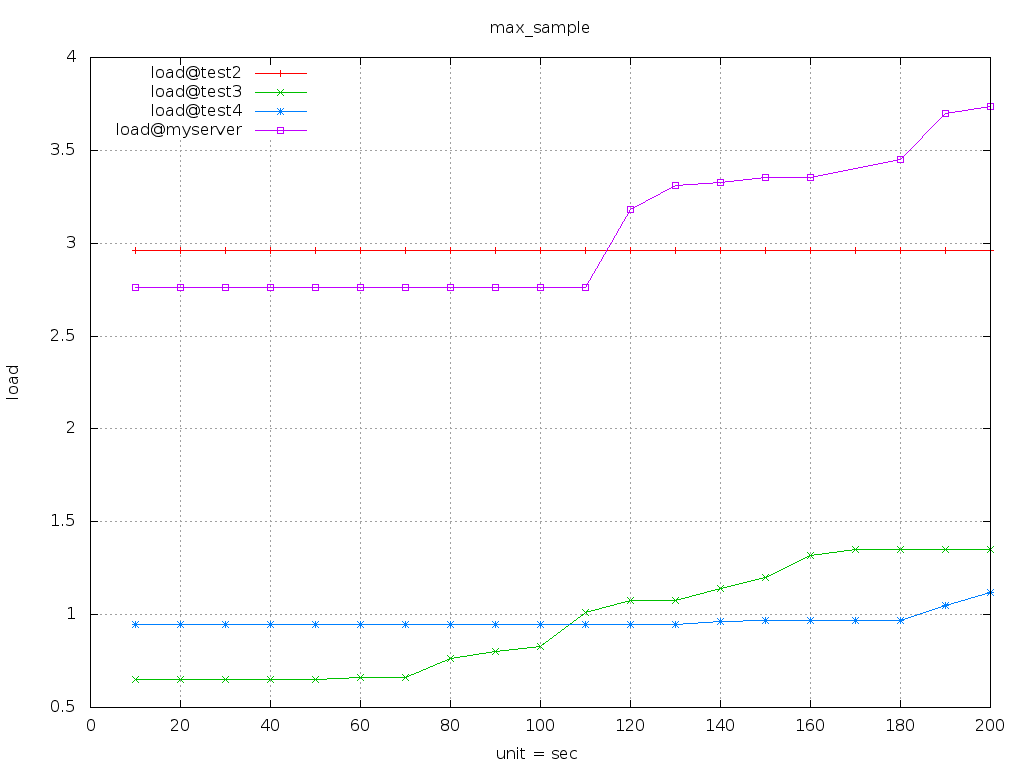 max_sample
4
load@test2
load@test3
load@test4
load@myserver
3.5
3
2.5
load
2
1.5
1
0.5
0 20 40 60 80 100 120 140 160 180 200
unit = sec